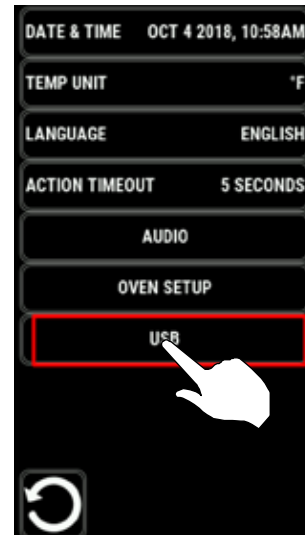 DATE & TIME OCT 4 2018, 10:58AM
TEMP UNIT °F
LANGUAGE ENGLISH
ACTION TIMEOUT 5 SECONDS
AUDIO
OVEN SETUP
USB